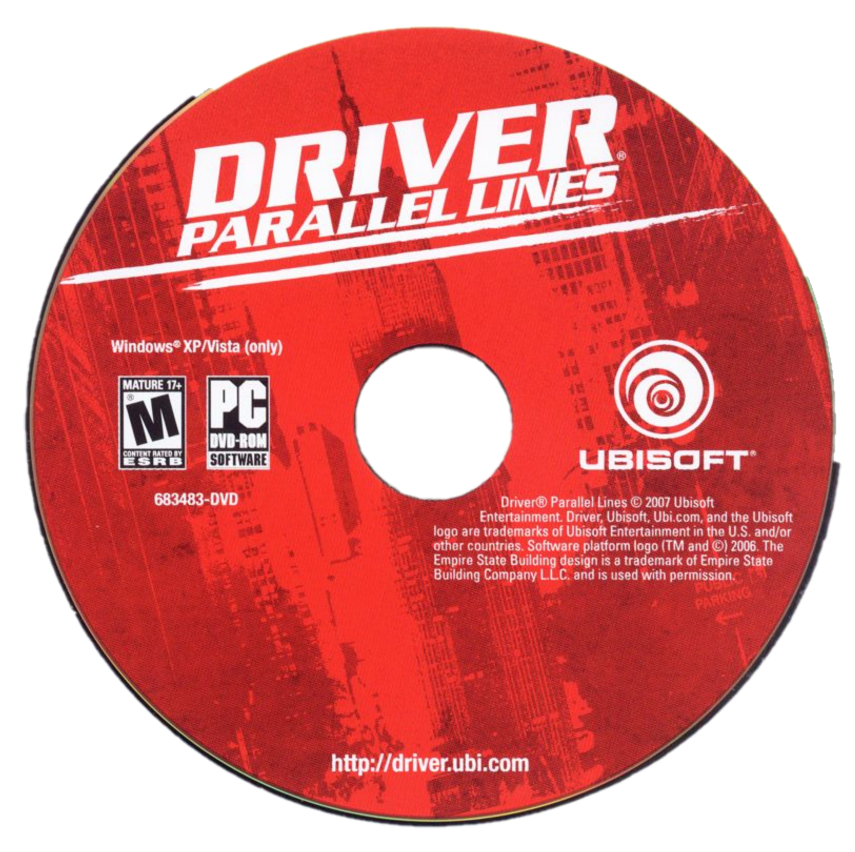 DRIVER®
PARALLEL LINES
Windows® XP/Vista (only)
MATURE 17+
®
M
CONTENT RATED BY
ESRB
PC
DVD-ROM
SOFTWARE
683483-DVD
UBISOFT®
Driver® Parallel Lines © 2007 Ubisoft
Entertainment. Driver, Ubisoft, Ubi.com, and the Ubisoft
logo are trademarks of Ubisoft Entertainment in the U.S. and/or
other countries. Software platform logo (TM and ©) 2006. The
Empire State Building design is a trademark of Empire State
Building Company L.L.C. and is used with permission.
PARKING
http://driver.ubi.com